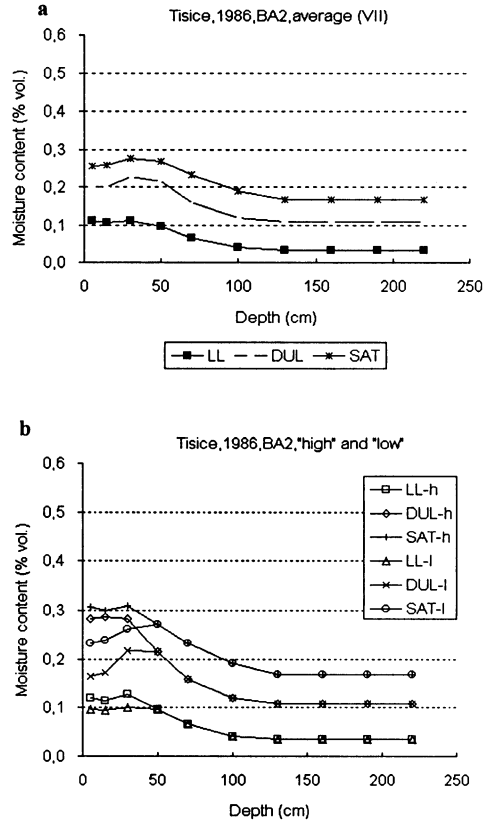 a
Tisice,1986,BA2,average (VII)
Moisture content (% vol.)
0,6
0,5
0,4
0,3
0,2
0,1
0,0
0 50 100 150 200 250
Depth (cm)
LL DUL SAT
b
Tisice,1986,BA2,"high" and "low"
Moisture content (% vol.)
0,6
0,5
0,4
0,3
0,2
0,1
0,0
LL-h
DUL-h
SAT-h
LL-l
DUL-l
SAT-l
0 50 100 150 200 250
Depth (cm)